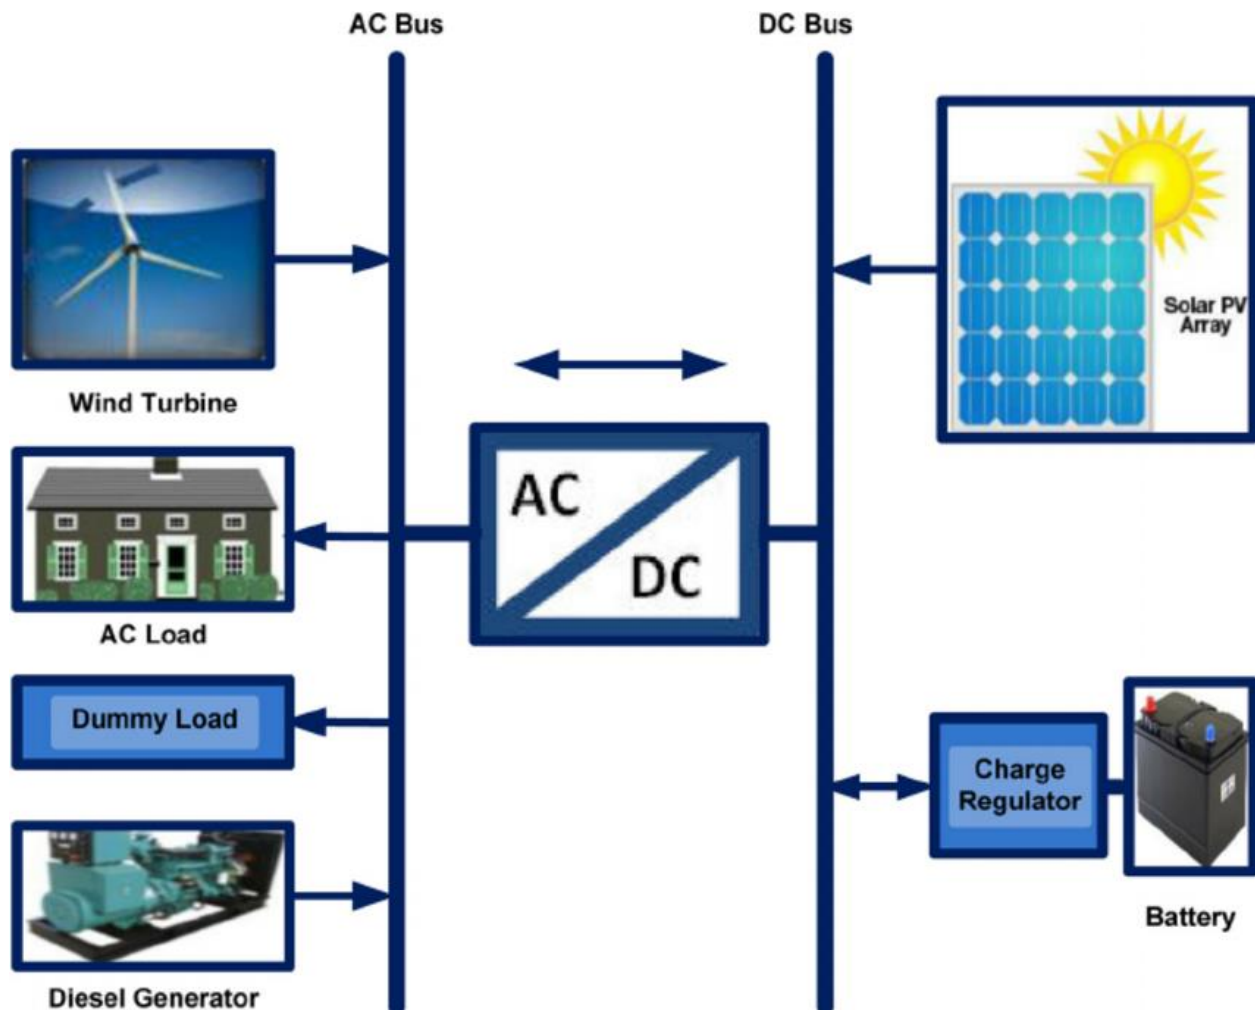 AC Bus
DC Bus
Solar PV
Array
Wind Turbine
AC
DC
AC Load
Dummy Load
Charge
Regulator
Battery
Diesel Generator